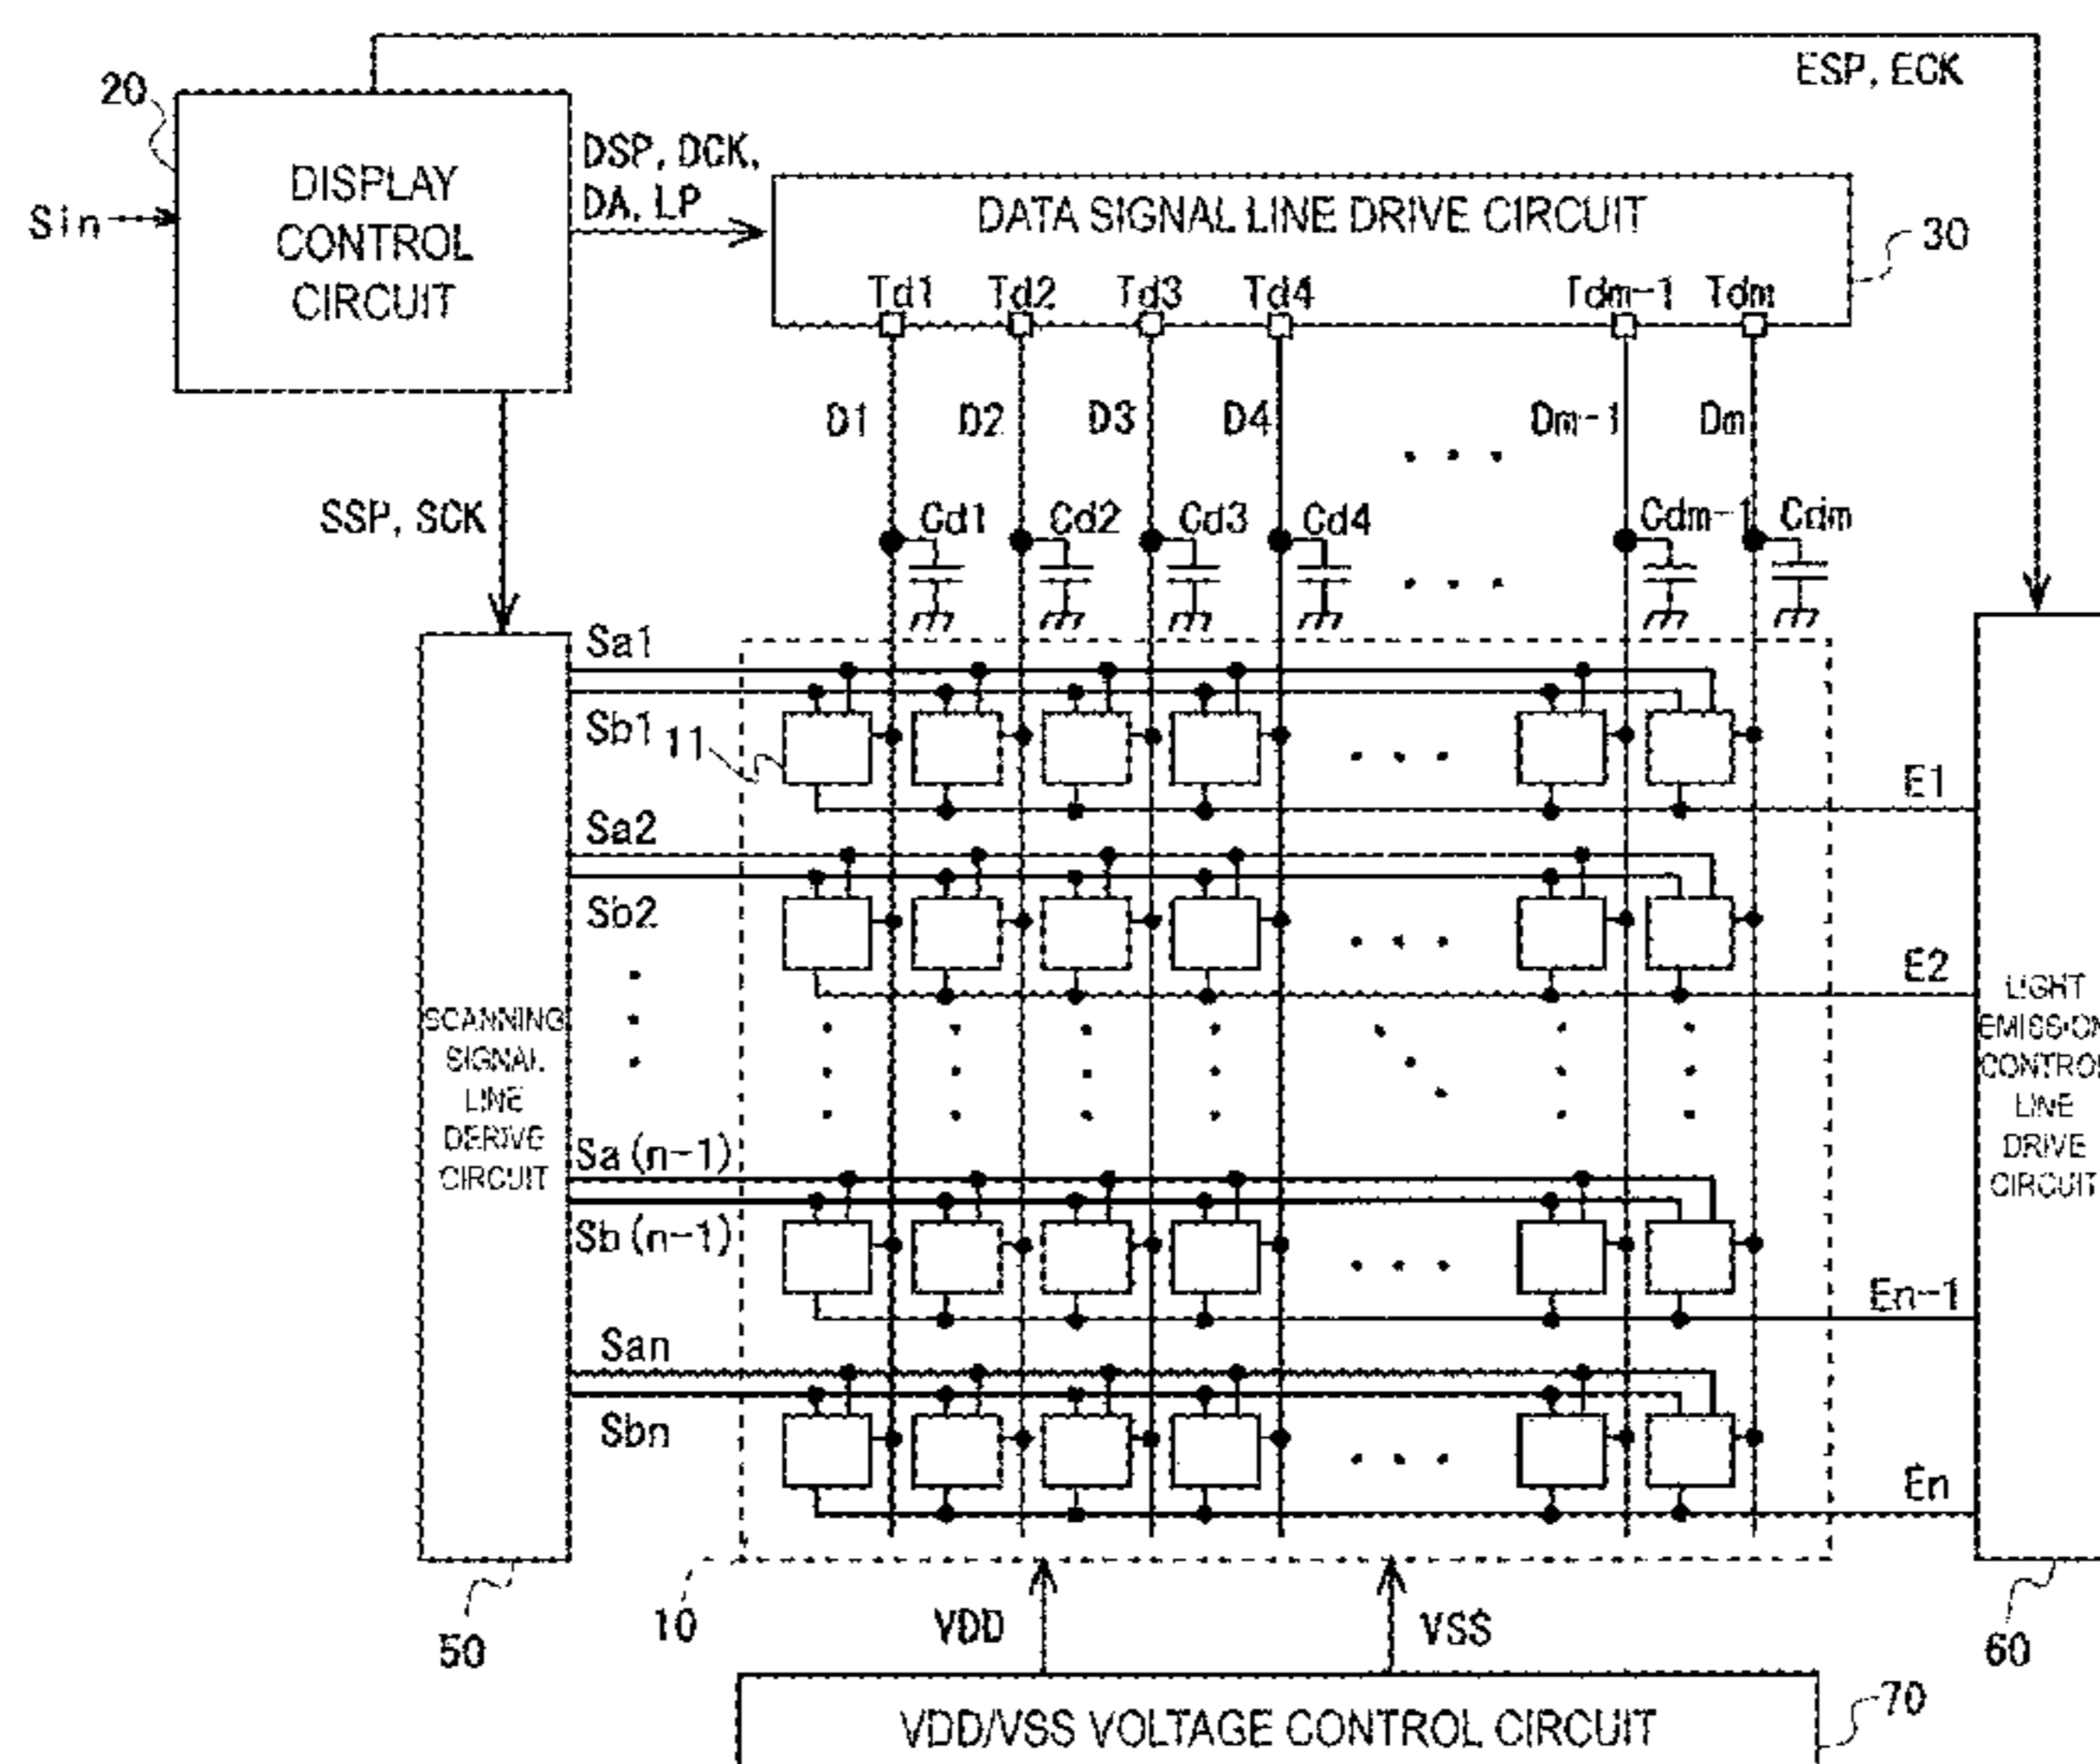 ESP, ECK
20
DISPLAY
CONTROL
CIRCUIT
Sin
DSP, DCK,
DA, LP
DATA SIGNAL LINE DRIVE CIRCUIT
30
Td1 Td2 Td3 Td4 Tdm-1 Tdm
D1 D2 D3 D4 Dm-1 Dm
SSP, SCK
Cd1 Cd2 Cd3 Cd4 Cdm-1 Cdm
Sa1
Sb1
11
E1
Sa2
Sb2
E2
SCANNING
SIGNAL
LINE
DERIVE
CIRCUIT
LIGHT
EMISSION
CONTROL
LINE
DRIVE
CIRCUIT
Sa(n-1)
Sb(n-1)
En-1
San
Sbn
En
50
10
VDD
VSS
60
70
VDD/VSS VOLTAGE CONTROL CIRCUIT